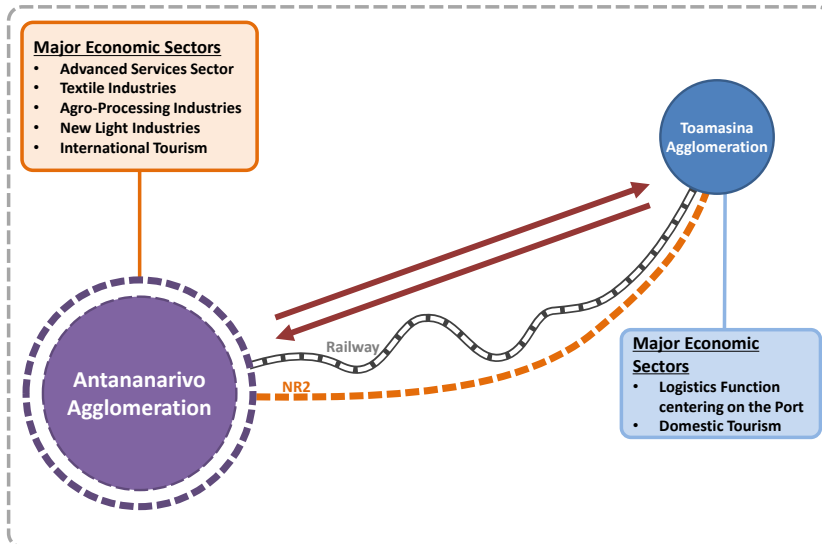 Major Economic Sectors
• Advanced Services Sector
• Textile Industries
• Agro-Processing Industries
• New Light Industries
• International Tourism
Toamasina
Agglomeration
Railway
NR2
Antananarivo
Agglomeration
Major Economic
Sectors
• Logistics Function
centering on the Port
• Domestic Tourism